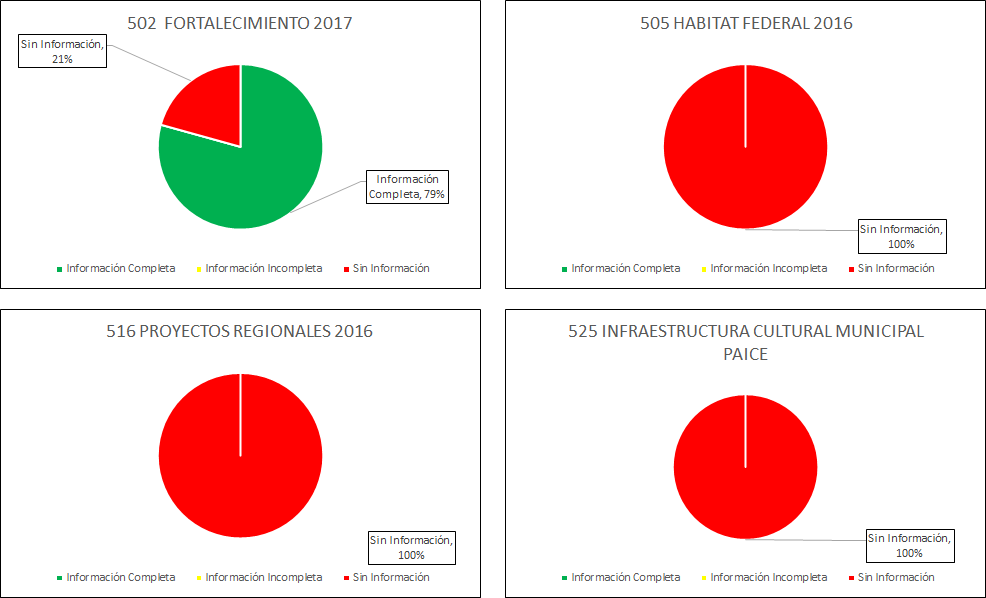 502 FORTALECIMIENTO 2017
Sin Información,
21%
Información
Completa, 79%
Información Completa Información Incompleta Sin Información
505 HABITAT FEDERAL 2016
Sin Información,
100%
Información Completa Información Incompleta Sin Información
516 PROYECTOS REGIONALES 2016
Sin Información,
100%
Información Completa Información Incompleta Sin Información
525 INFRAESTRUCTURA CULTURAL MUNICIPAL
PAICE
Sin Información,
100%
Información Completa Información Incompleta Sin Información